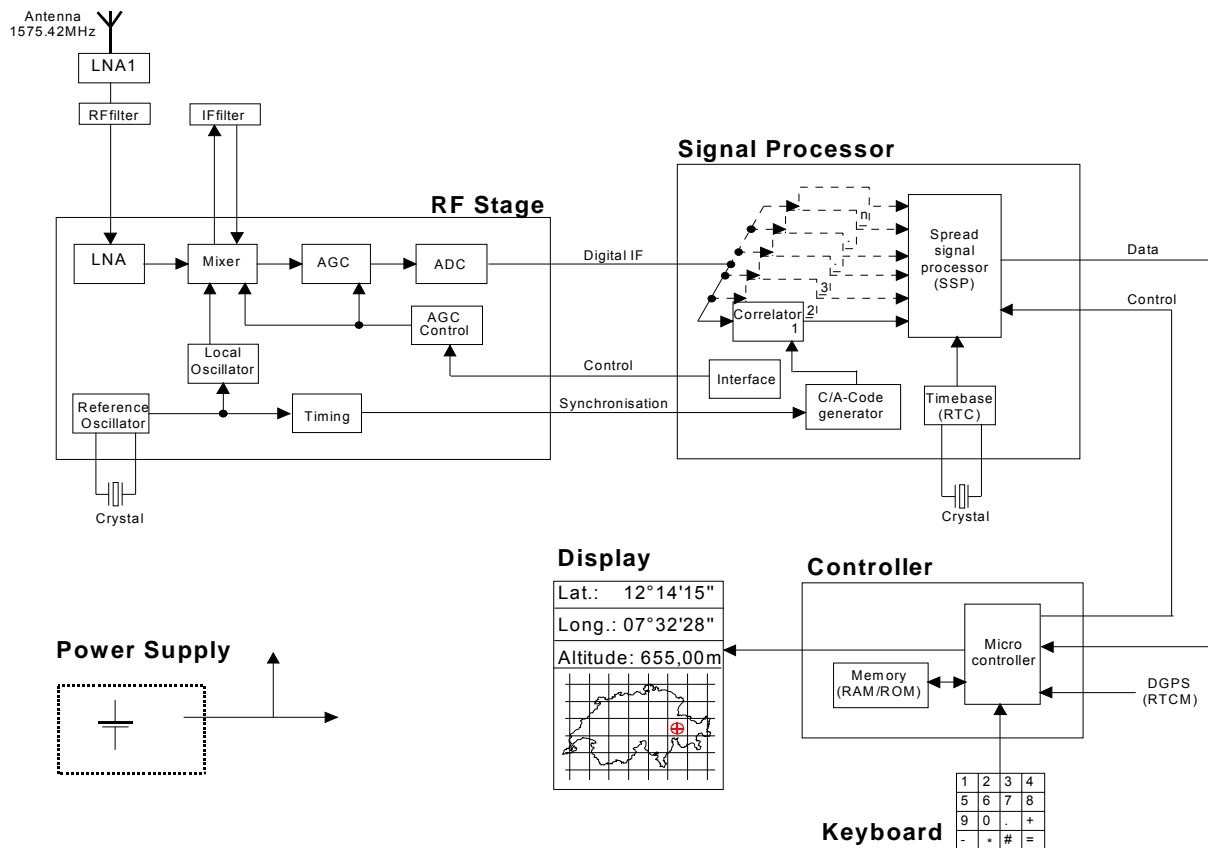 Antenna
1575.42MHz
LNA1
RFfilter
IFfilter
Signal Processor
RF Stage
LNA
Mixer
AGC
ADC
Digital IF
n
.
.
3
2
Correlator
1
Spread
signal
processor
(SSP)
Data
Control
AGC
Control
Local
Oscillator
Control
Interface
Reference
Oscillator
Timing
Synchronisation
C/A-Code
generator
Timebase
(RTC)
Crystal
Crystal
Display
Lat.: 12°14'15"
Long.: 07°32'28"
Altitude: 655,00m
Controller
Micro
controller
Memory
(RAM/ROM)
DGPS
(RTCM)
Power Supply
Keyboard
1 2 3 4
5 6 7 8
9 0 . +
- * # =